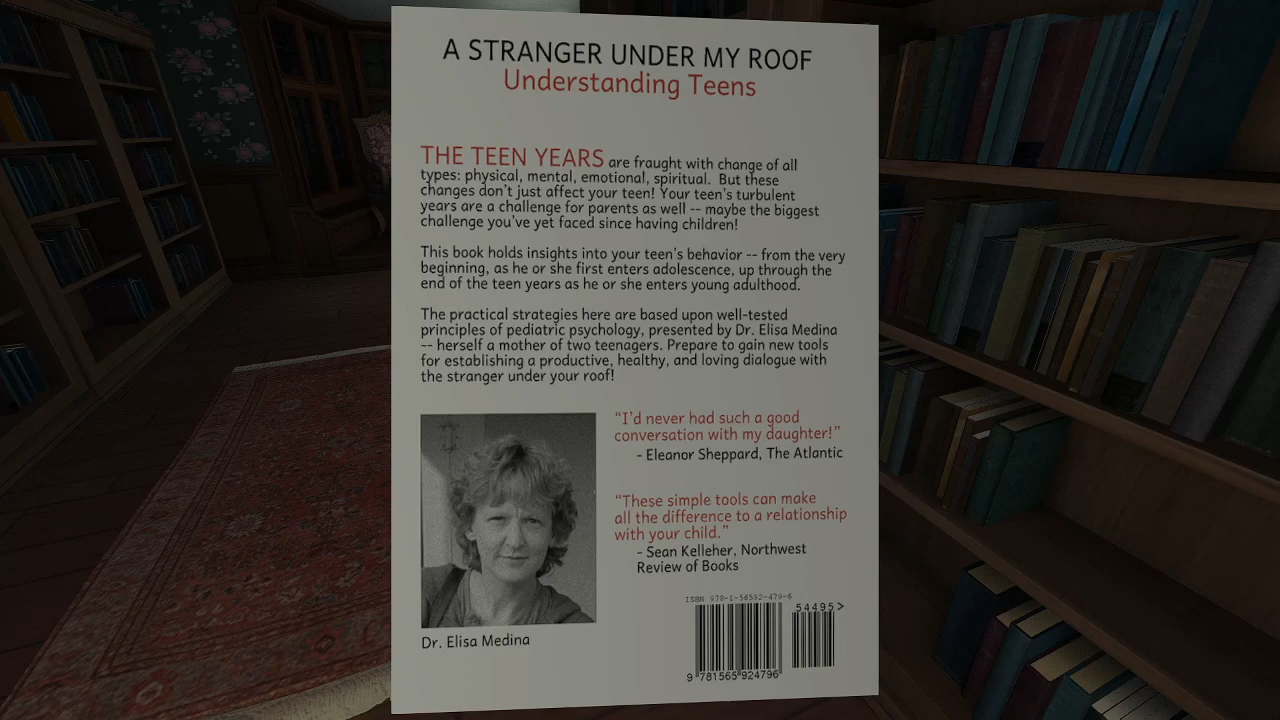 A STRANGER UNDER MY ROOF
Understanding Teens
THE TEEN YEARS are fraught with change of all
types: physical, mental, emotional, spiritual. But these
changes don't just affect your teen! Your teen's turbulent
years are a challenge for parents as well -- maybe the biggest
challenge you've yet faced since having children!
This book holds insights into your teen's behavior -- from the very
beginning, as he or she first enters adolescence, up through the
end of the teen years as he or she enters young adulthood.
The practical strategies here are based upon well-tested
principles of pediatric psychology, presented by Dr. Elisa Medina
-- herself a mother of two teenagers. Prepare to gain new tools
for establishing a productive, healthy, and loving dialogue with
the stranger under your roof!
"I'd never had such a good
conversation with my daughter!"
- Eleanor Sheppard, The Atlantic
"These simple tools can make
all the difference to a relationship
with your child."
- Sean Kelleher, Northwest
Review of Books
Dr. Elisa Medina
ISBN 978-1-56592-479-6
54495>
9 781565 924796